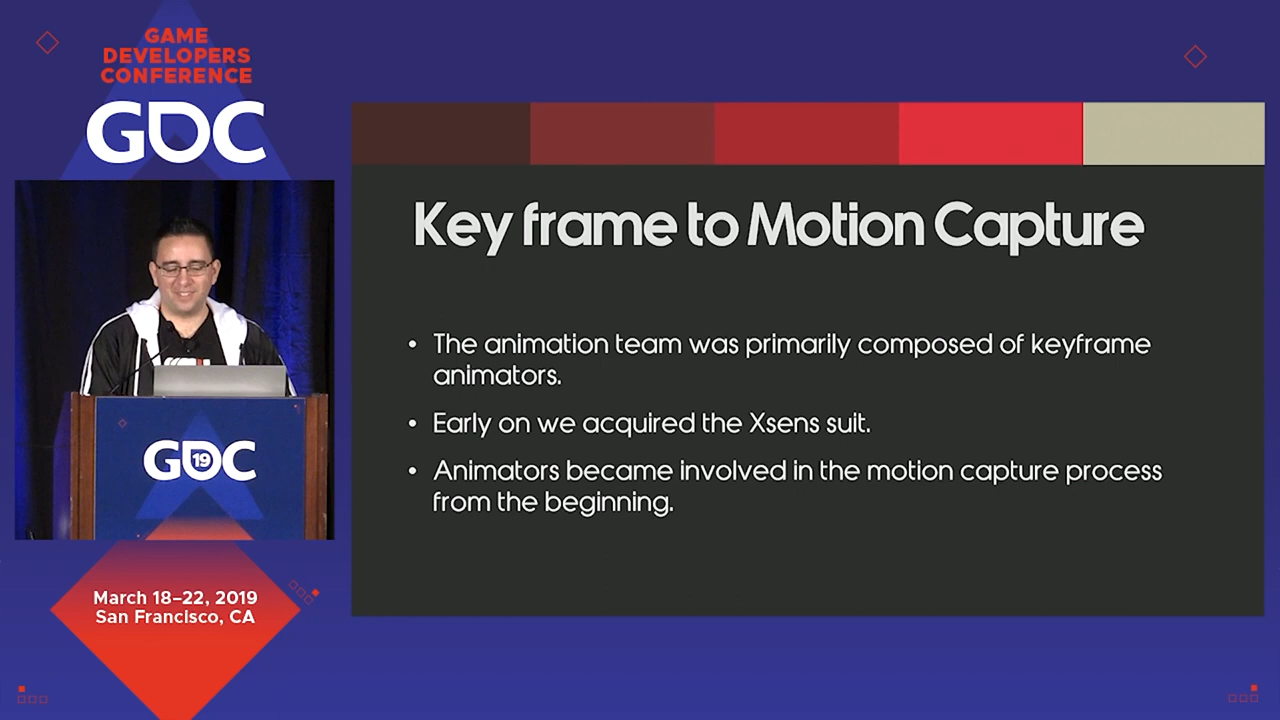 GAME
DEVELOPERS
CONFERENCE
GDC
Key frame to Motion Capture
• The animation team was primarily composed of keyframe
animators.
• Early on we acquired the Xsens suit.
• Animators became involved in the motion capture process
from the beginning.
GDC
19
March 18–22, 2019
San Francisco, CA